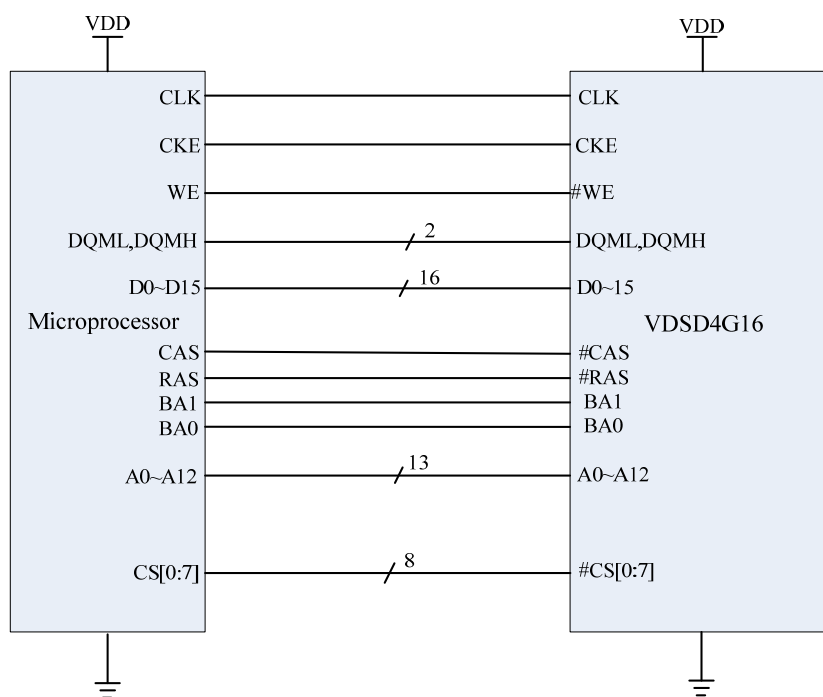 VDD
VDD
CLK
CLK
CKE
CKE
WE
#WE
DQML,DQMH
2
DQML,DQMH
D0~D15
16
D0~15
Microprocessor
VDSD4G16
CAS
#CAS
RAS
#RAS
BA1
BA1
BA0
BA0
A0~A12
13
A0~A12
CS[0:7]
8
#CS[0:7]